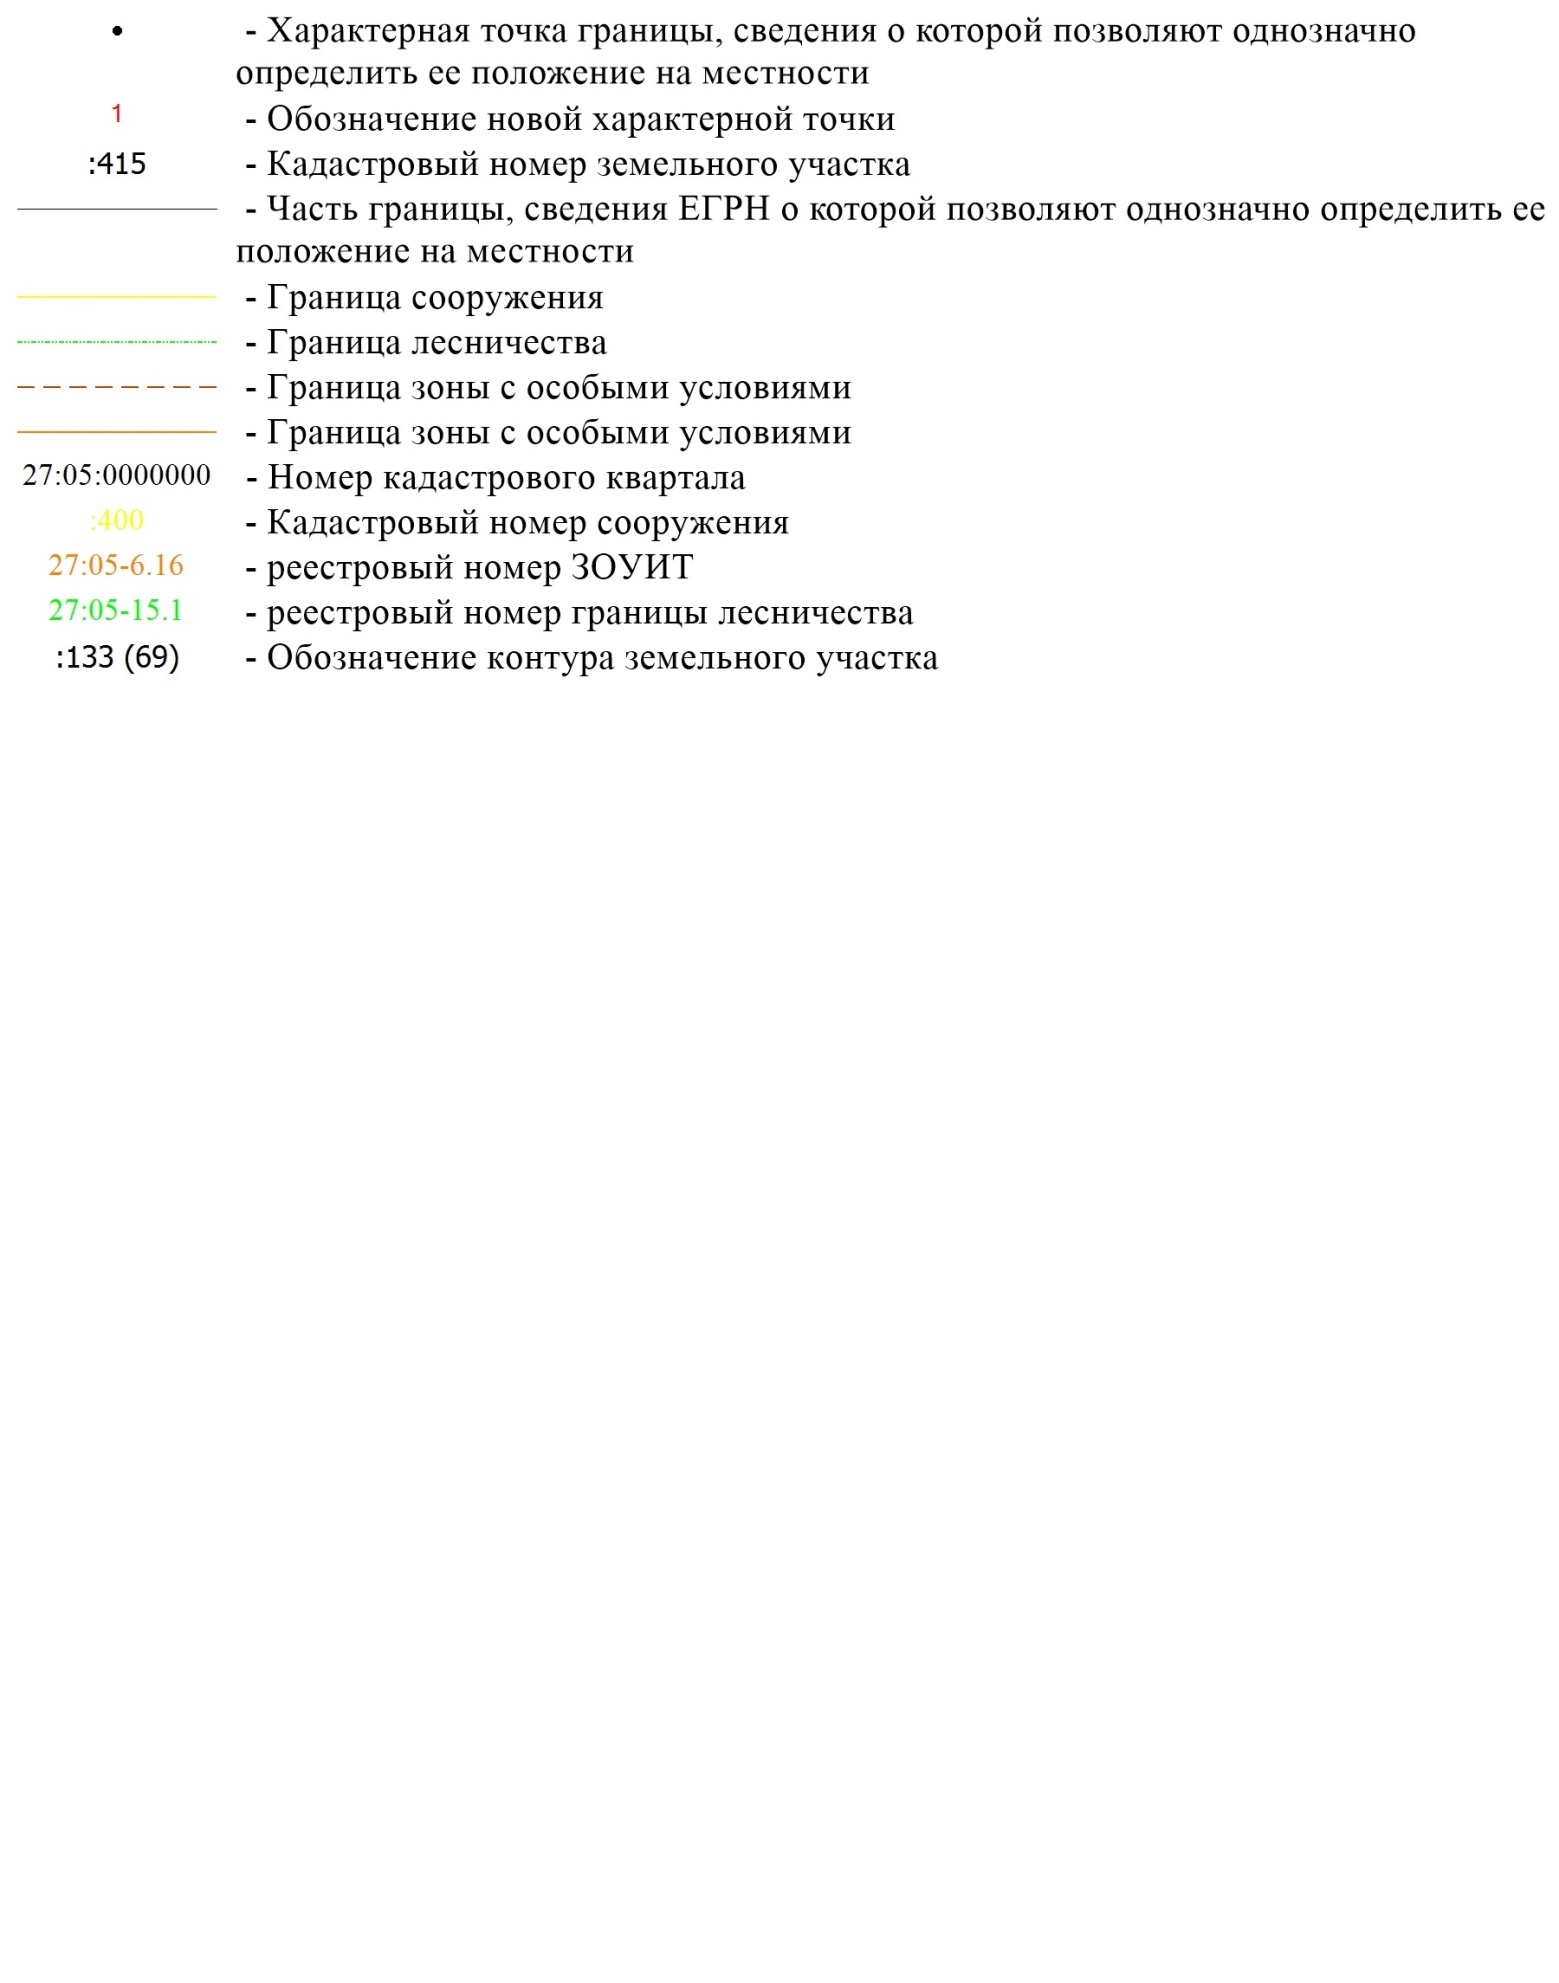 - Характерная точка границы, сведения о которой позволяют однозначно
определить ее положение на местности
1 - Обозначение новой характерной точки
:415 - Кадастровый номер земельного участка
- Часть границы, сведения ЕГРН о которой позволяют однозначно определить ее
положение на местности
- Граница сооружения
- Граница лесничества
- Граница зоны с особыми условиями
- Граница зоны с особыми условиями
27:05:0000000 - Номер кадастрового квартала
:400 - Кадастровый номер сооружения
27:05-6.16 - реестровый номер ЗОУИТ
27:05-15.1 - реестровый номер границы лесничества
:133 (69) - Обозначение контура земельного участка